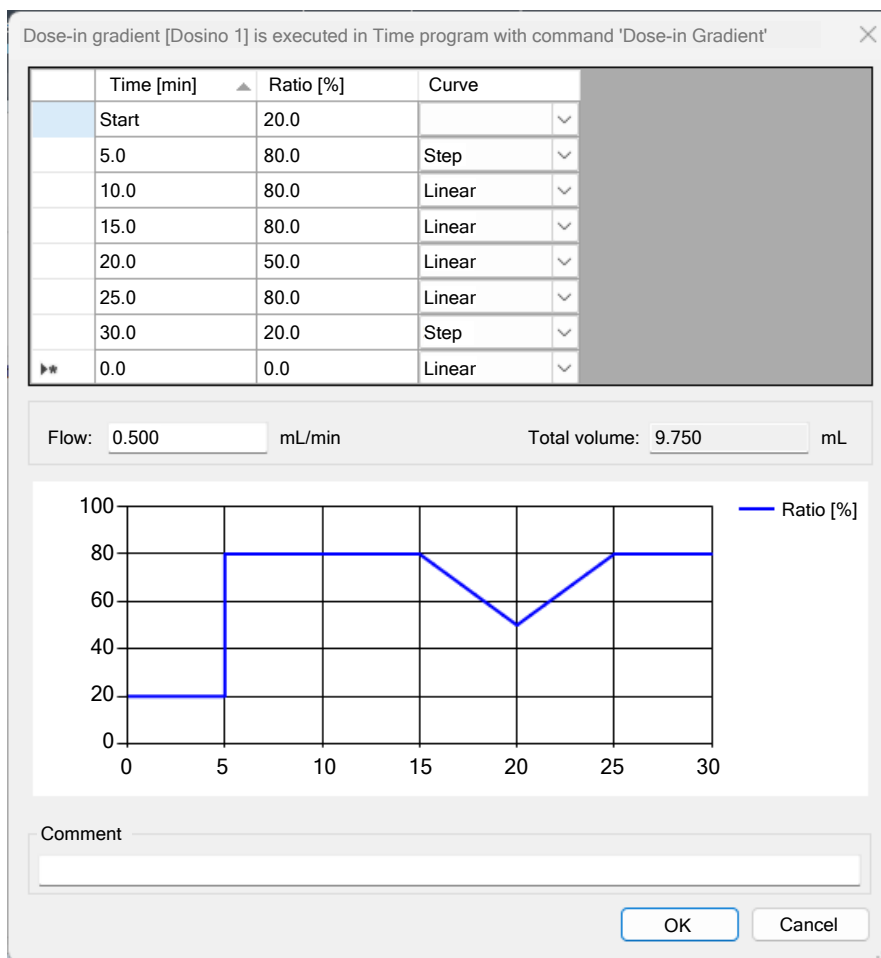 Dose-in gradient [Dosino 1] is executed in Time program with command 'Dose-in Gradient'
Time [min] Ratio [%] Curve
Start 20.0
5.0 80.0 Step
10.0 80.0 Linear
15.0 80.0 Linear
20.0 50.0 Linear
25.0 80.0 Linear
30.0 20.0 Step
0.0 0.0 Linear
Flow: 0.500 mL/min Total volume: 9.750 mL
100
80
60
40
20
0
0 5 10 15 20 25 30
Ratio [%]
Comment
OK Cancel